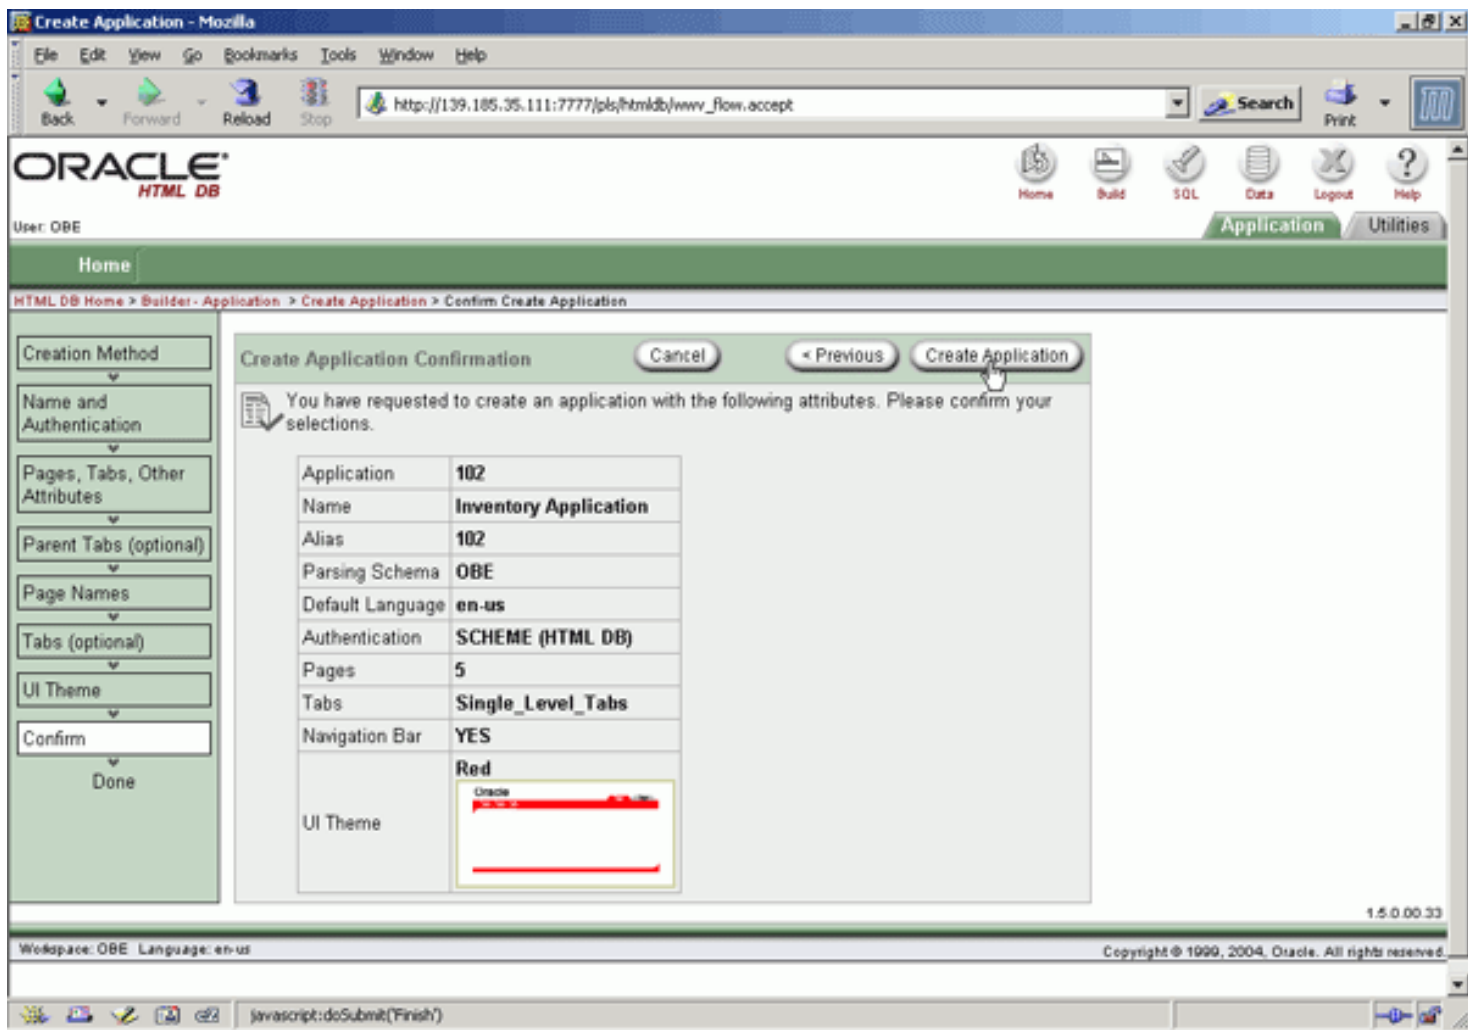 Create Application - Mozilla
File Edit View Go Bookmarks Tools Window Help
Back Forward Reload Stop http://139.185.35.111:7777/pls/htmldb/wwv_flow.accept Search Print
ORACLE
HTML DB
Home Build SQL Data Logout Help
User: OBE
Application Utilities
Home
HTML DB Home > Builder - Application > Create Application > Confirm Create Application
Creation Method
Name and
Authentication
Pages, Tabs, Other
Attributes
Parent Tabs (optional)
Page Names
Tabs (optional)
UI Theme
Confirm
Done
Create Application Confirmation Cancel < Previous Create Application
You have requested to create an application with the following attributes. Please confirm your
selections.
Application 102
Name Inventory Application
Alias 102
Parsing Schema OBE
Default Language en-us
Authentication SCHEME (HTML DB)
Pages 5
Tabs Single_Level_Tabs
Navigation Bar YES
UI Theme Red
Oracle
1.5.0.00.33
Workspace: OBE Language: en-us
Copyright © 1999, 2004, Oracle. All rights reserved.
javascript:doSubmit('Finish')